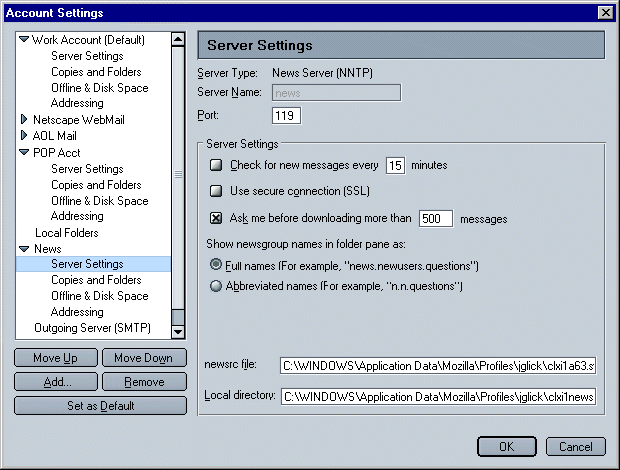 Account Settings
Work Account (Default)
Server Settings
Copies and Folders
Offline & Disk Space
Addressing
Netscape WebMail
AOL Mail
POP Acct
Server Settings
Copies and Folders
Offline & Disk Space
Addressing
Local Folders
News
Server Settings
Copies and Folders
Offline & Disk Space
Addressing
Outgoing Server (SMTP)
Move Up Move Down
Add... Remove
Set as Default
Server Settings
Server Type: News Server (NNTP)
Server Name: news
Port: 119
Server Settings
Check for new messages every 15 minutes
Use secure connection (SSL)
Ask me before downloading more than 500 messages
Show newsgroup names in folder pane as:
Full names (For example, "news.newusers.questions")
Abbreviated names (For example, "n.n.questions")
newsrc file: C:\WINDOWS\Application Data\Mozilla\Profiles\jglick\clxi1a63.s
Local directory: C:\WINDOWS\Application Data\Mozilla\Profiles\jglick\clxi1news
OK Cancel